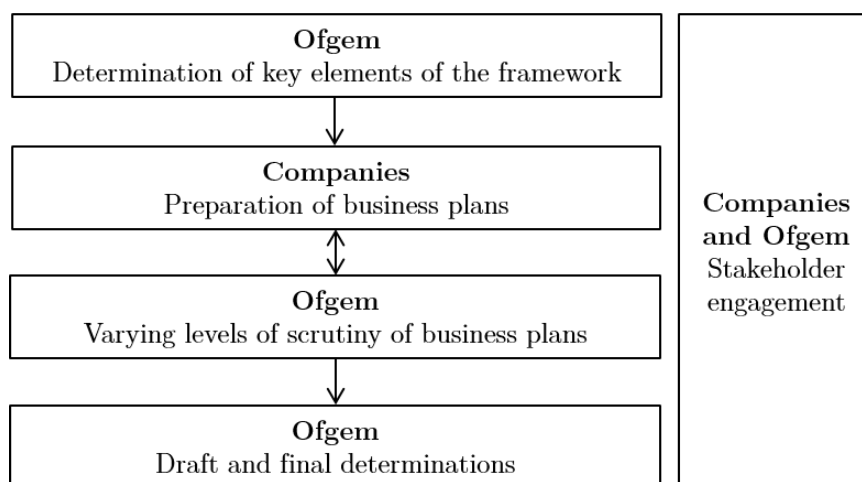 Ofgem
Determination of key elements of the framework
Companies
Preparation of business plans
Ofgem
Varying levels of scrutiny of business plans
Ofgem
Draft and final determinations
Companies
and Ofgem
Stakeholder
engagement